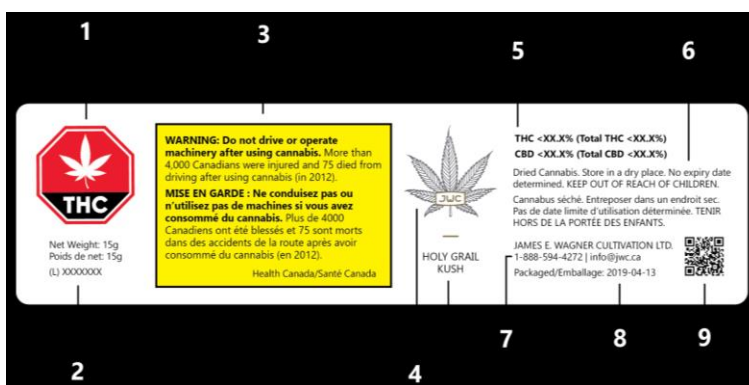 1
3
5
6
THC
Net Weight: 15g
Poids de net: 15g
(L) XXXXXXX
WARNING: Do not drive or operate
machinery after using cannabis. More than
4,000 Canadians were injured and 75 died from
driving after using cannabis (in 2012).
MISE EN GARDE : Ne conduisez pas ou
n'utilisez pas de machines si vous avez
consommé du cannabis. Plus de 4000
Canadiens ont été blessés et 75 sont morts
dans des accidents de la route après avoir
consommé du cannabis (en 2012).
Health Canada/Santé Canada
JWC
HOLY GRAIL
KUSH
THC <XX.X% (Total THC <XX.X%)
CBD <XX.X% (Total CBD <XX.X%)
Dried Cannabis. Store in a dry place. No expiry date
determined. KEEP OUT OF REACH OF CHILDREN.
Cannabus séché. Entreposer dans un endroit sec.
Pas de date limite d'utilisation déterminée. TENIR
HORS DE LA PORTÉE DES ENFANTS.
JAMES E. WAGNER CULTIVATION LTD.
1-888-594-4272 | info@jwc.ca
Packaged/Emballage: 2019-04-13
2
4
7
8
9